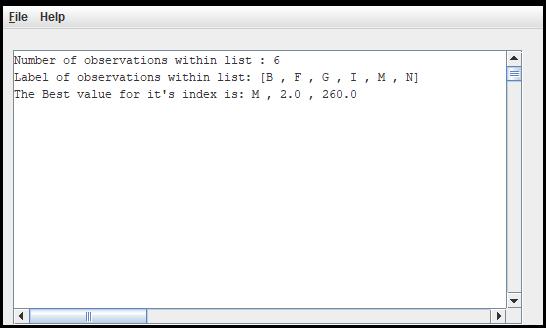 File Help
Number of observations within list : 6
Label of observations within list: [B , F , G , I , M , N]
The Best value for it's index is: M , 2.0 , 260.0